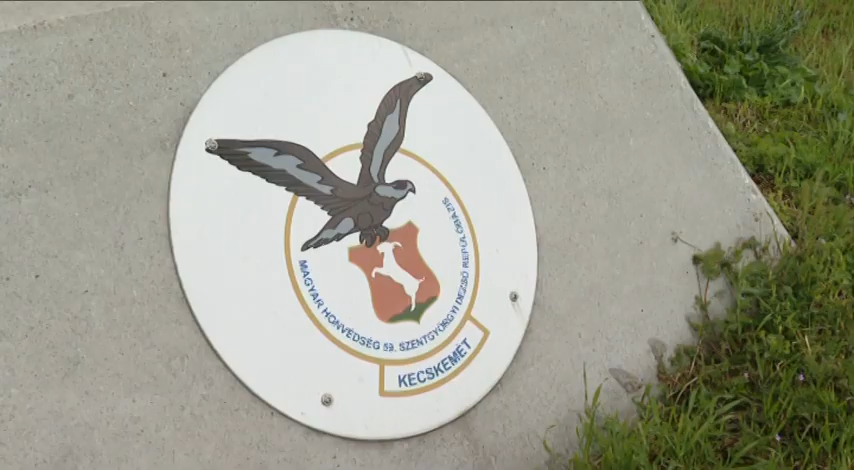 MAGYAR HONVÉDSÉG 59. SZENTGYÖRGYI DEZSŐ REPÜLŐBÁZIS
KECSKEMÉT